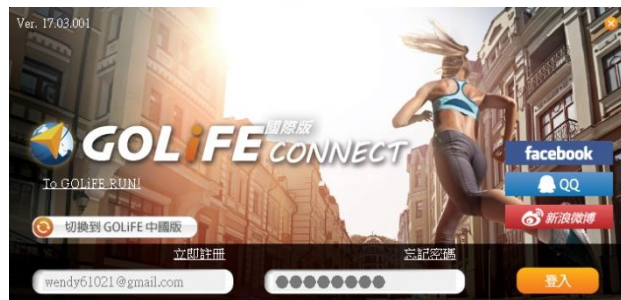 Ver. 17.03.001
GOLiFE CONNECT 國際版
To GOLiFE RUN!
facebook
QQ
新浪微博
切換到 GOLiFE 中國版
立即註冊
忘記密碼
wendy61021@gmail.com
登入